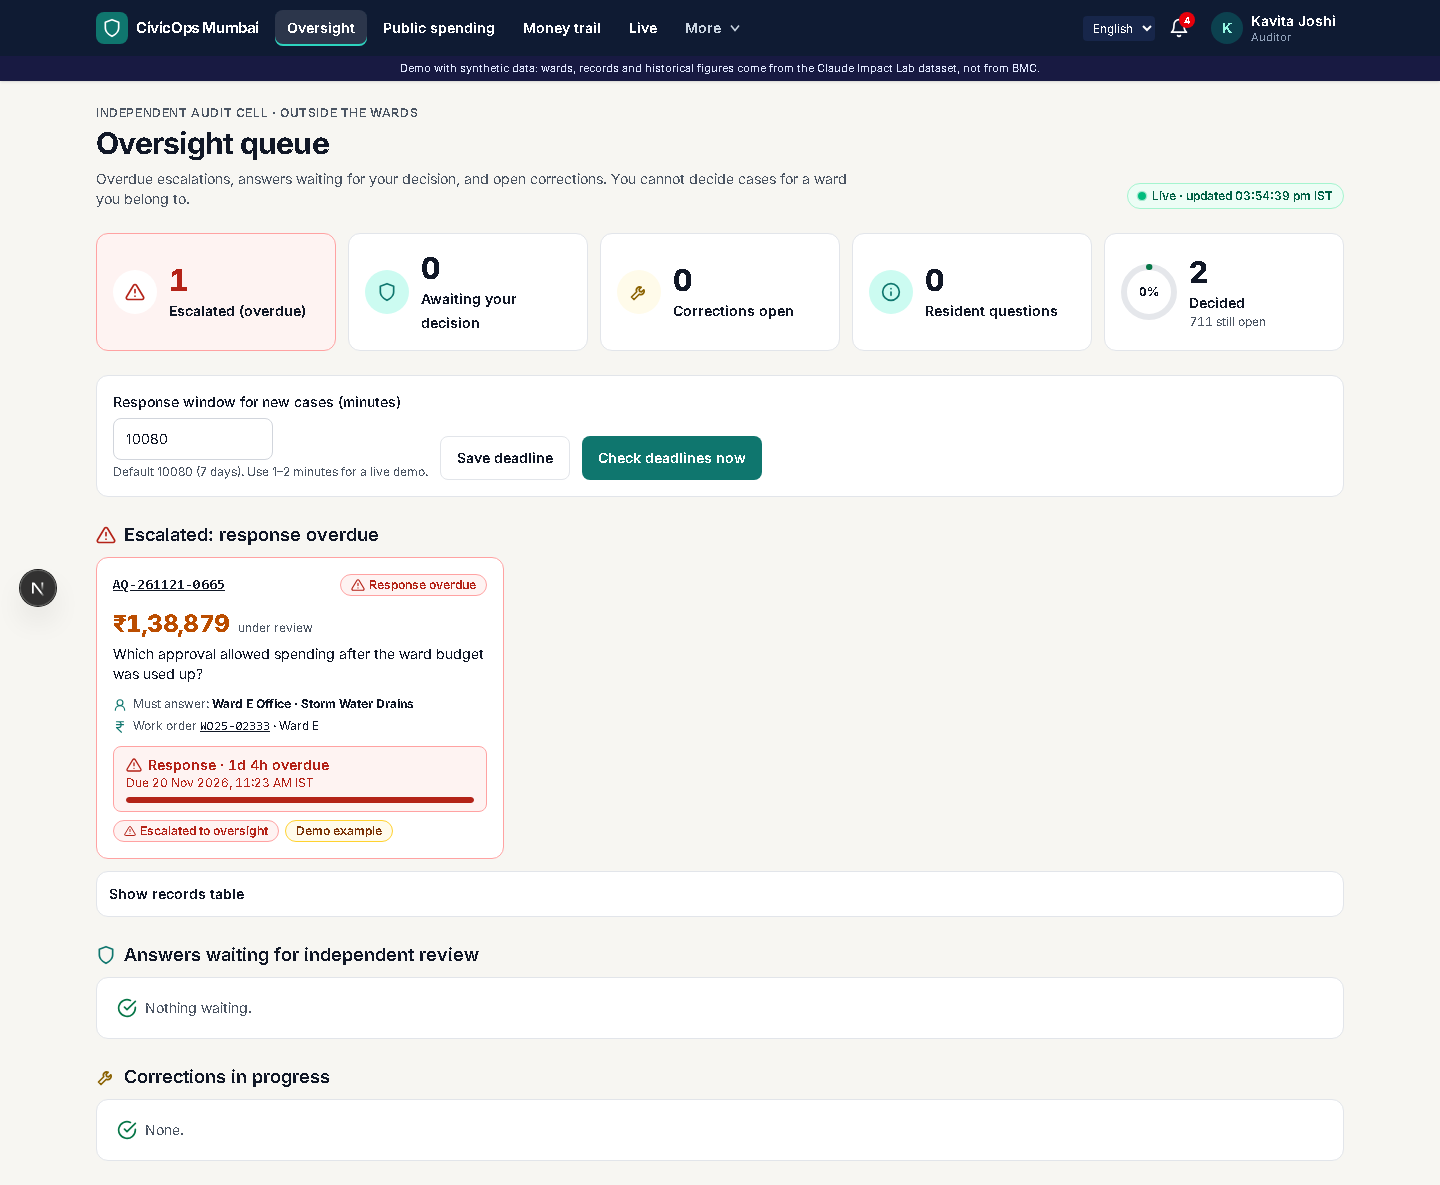 CivicOps Mumbai
Oversight
Public spending
Money trail
Live
More
English
4
K
Kavita Joshi
Auditor
Demo with synthetic data: wards, records and historical figures come from the Claude Impact Lab dataset, not from BMC.
INDEPENDENT AUDIT CELL · OUTSIDE THE WARDS
Oversight queue
Overdue escalations, answers waiting for your decision, and open corrections. You cannot decide cases for a ward
you belong to.
Live · updated 03:54:39 pm IST
1
Escalated (overdue)
0
Awaiting your
decision
0
Corrections open
0
Resident questions
0%
2
Decided
711 still open
Response window for new cases (minutes)
10080
Default 10080 (7 days). Use 1–2 minutes for a live demo.
Save deadline
Check deadlines now
Escalated: response overdue
AQ-261121-0665
Response overdue
₹1,38,879 under review
Which approval allowed spending after the ward budget
was used up?
Must answer: Ward E Office · Storm Water Drains
Work order WO25-02333 · Ward E
Response · 1d 4h overdue
Due 20 Nov 2026, 11:23 AM IST
Escalated to oversight
Demo example
N
Show records table
Answers waiting for independent review
Nothing waiting.
Corrections in progress
None.